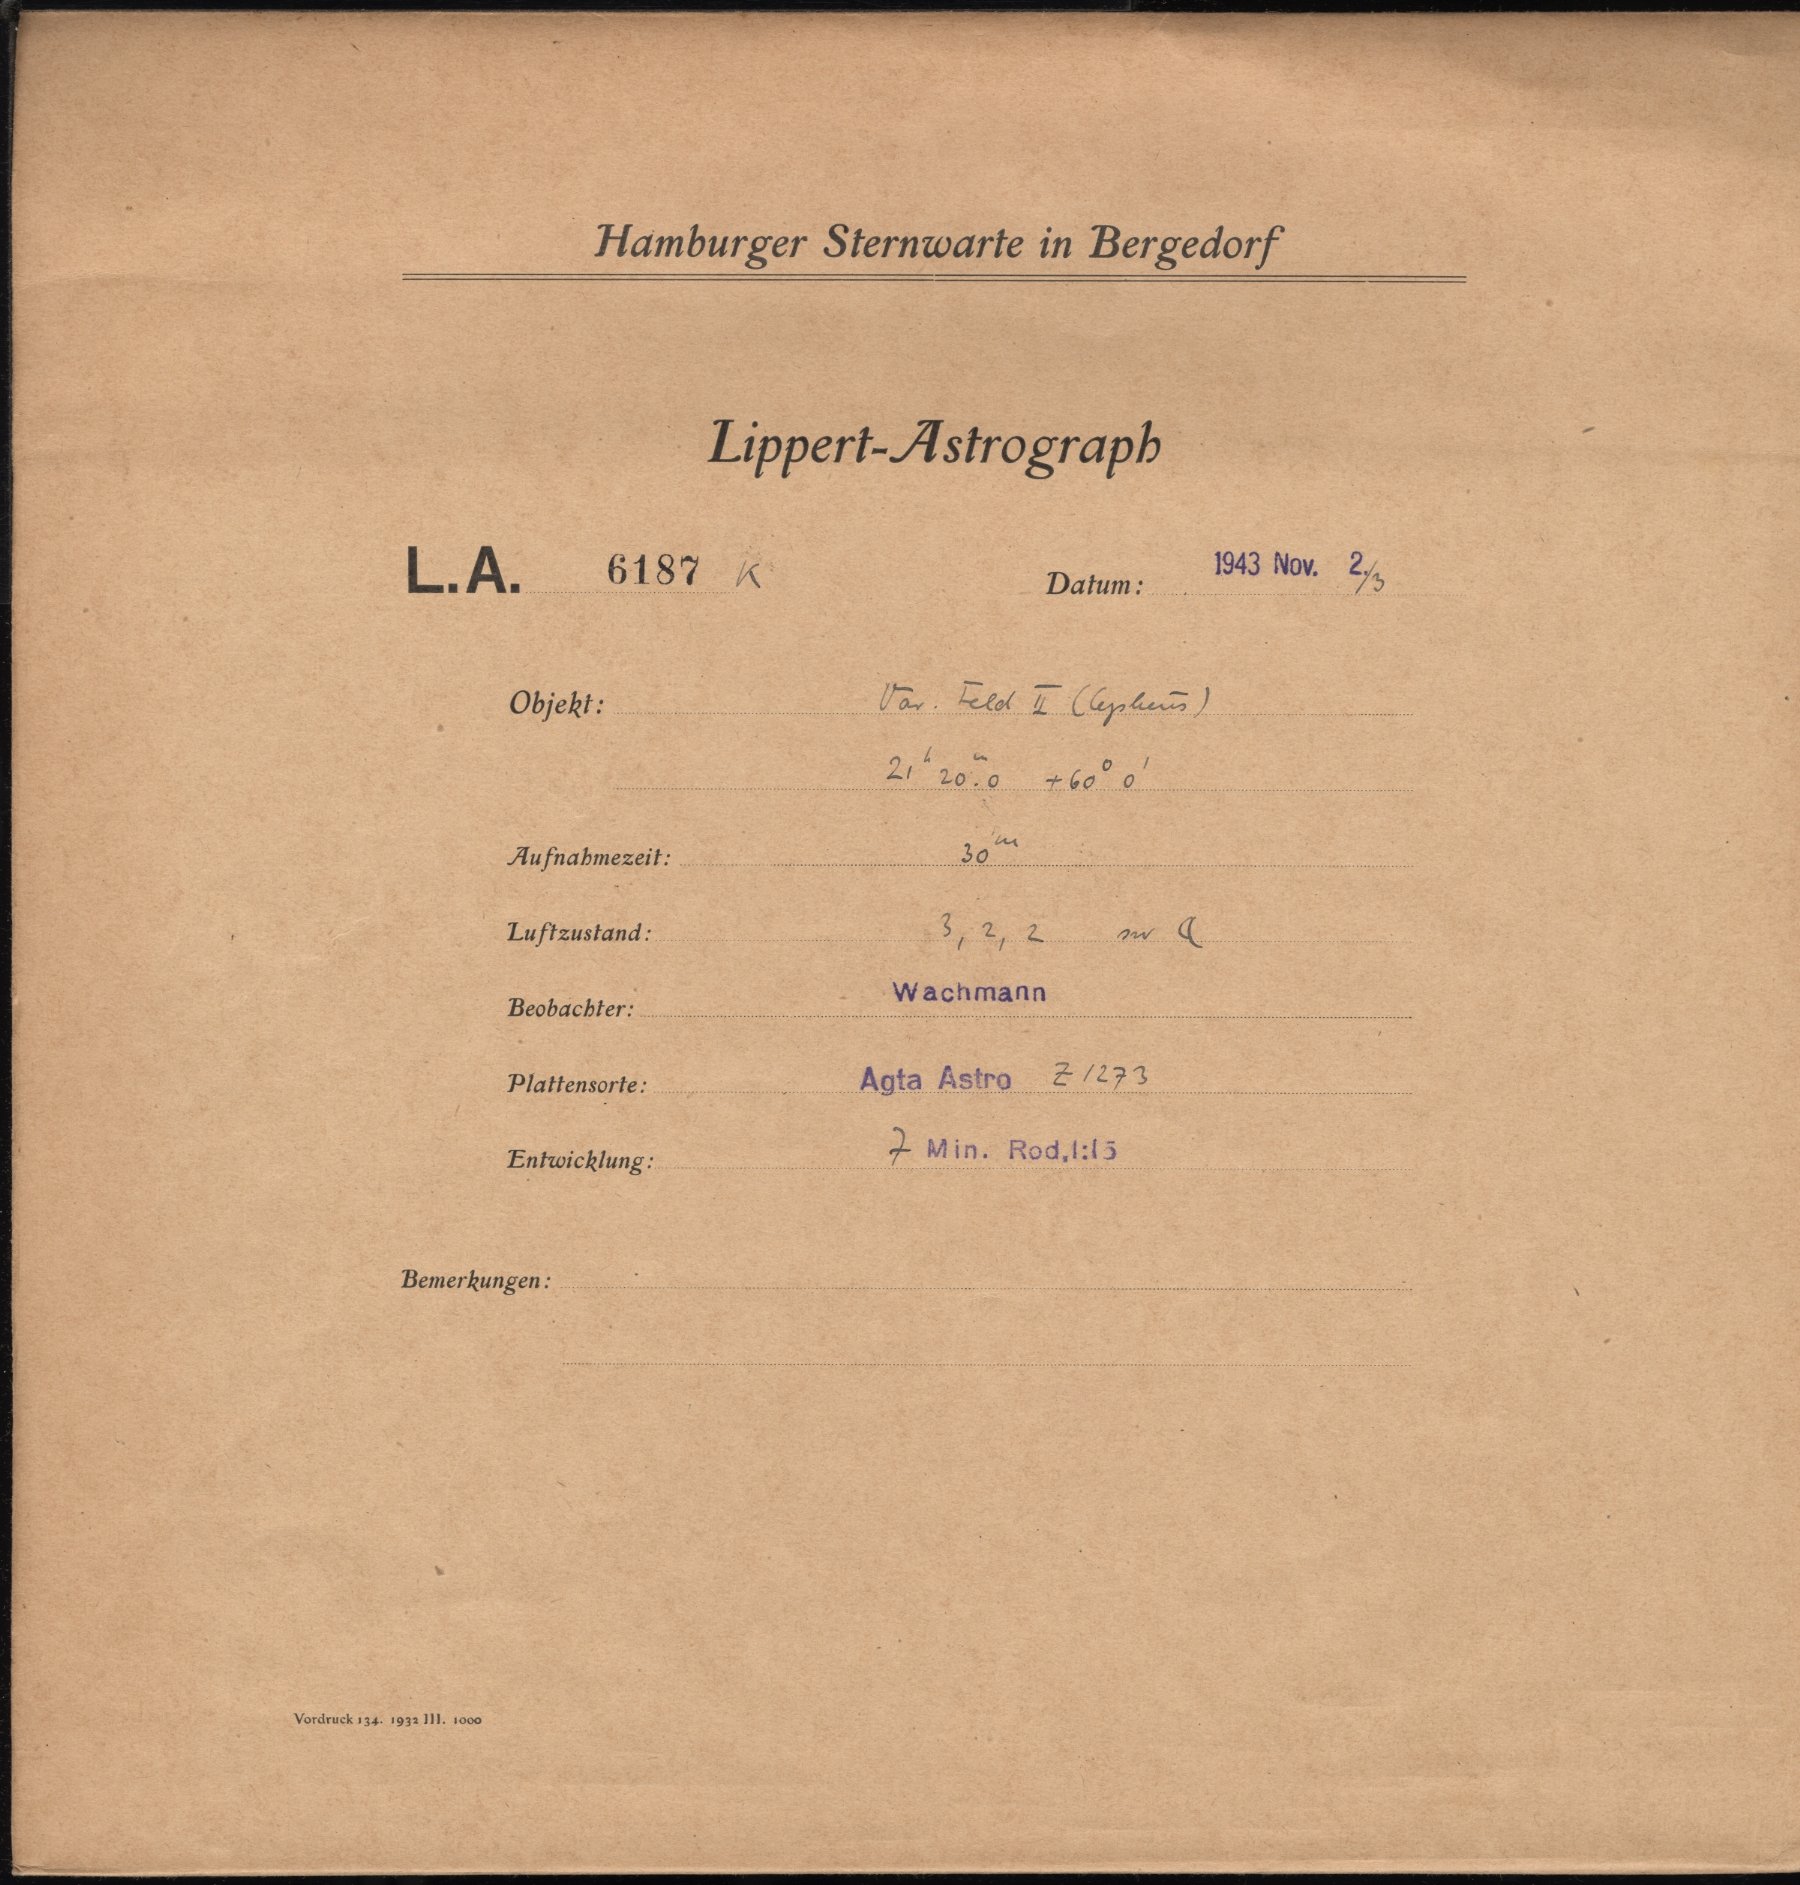 Hamburger Sternwarte in Bergedorf
Lippert-Astrograph
L.A. 6187 K
Datum: 1943 Nov. 2./3
Objekt: Var. Feld II (Cepheus)
21ʰ 20ᵐ.0 +60° 0'
Aufnahmezeit: 30ᵐ
Luftzustand: 3, 2, 2
Beobachter: Wachmann
Plattensorte: Agfa Astro Z 1273
Entwicklung: 7 Min. Rod. 1:15
Bemerkungen:
Vordruck 134. 1932 III. 1000